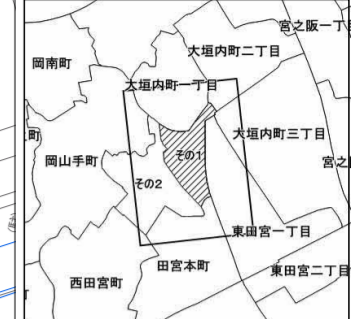 宮之阪一丁
大垣内町二丁目
岡南町
大垣内町一丁目
大垣内町三丁目
町
その1
宮之
岡山手町
その2
東田宮一丁目
田宮本町
東田宮二丁目
西田宮町